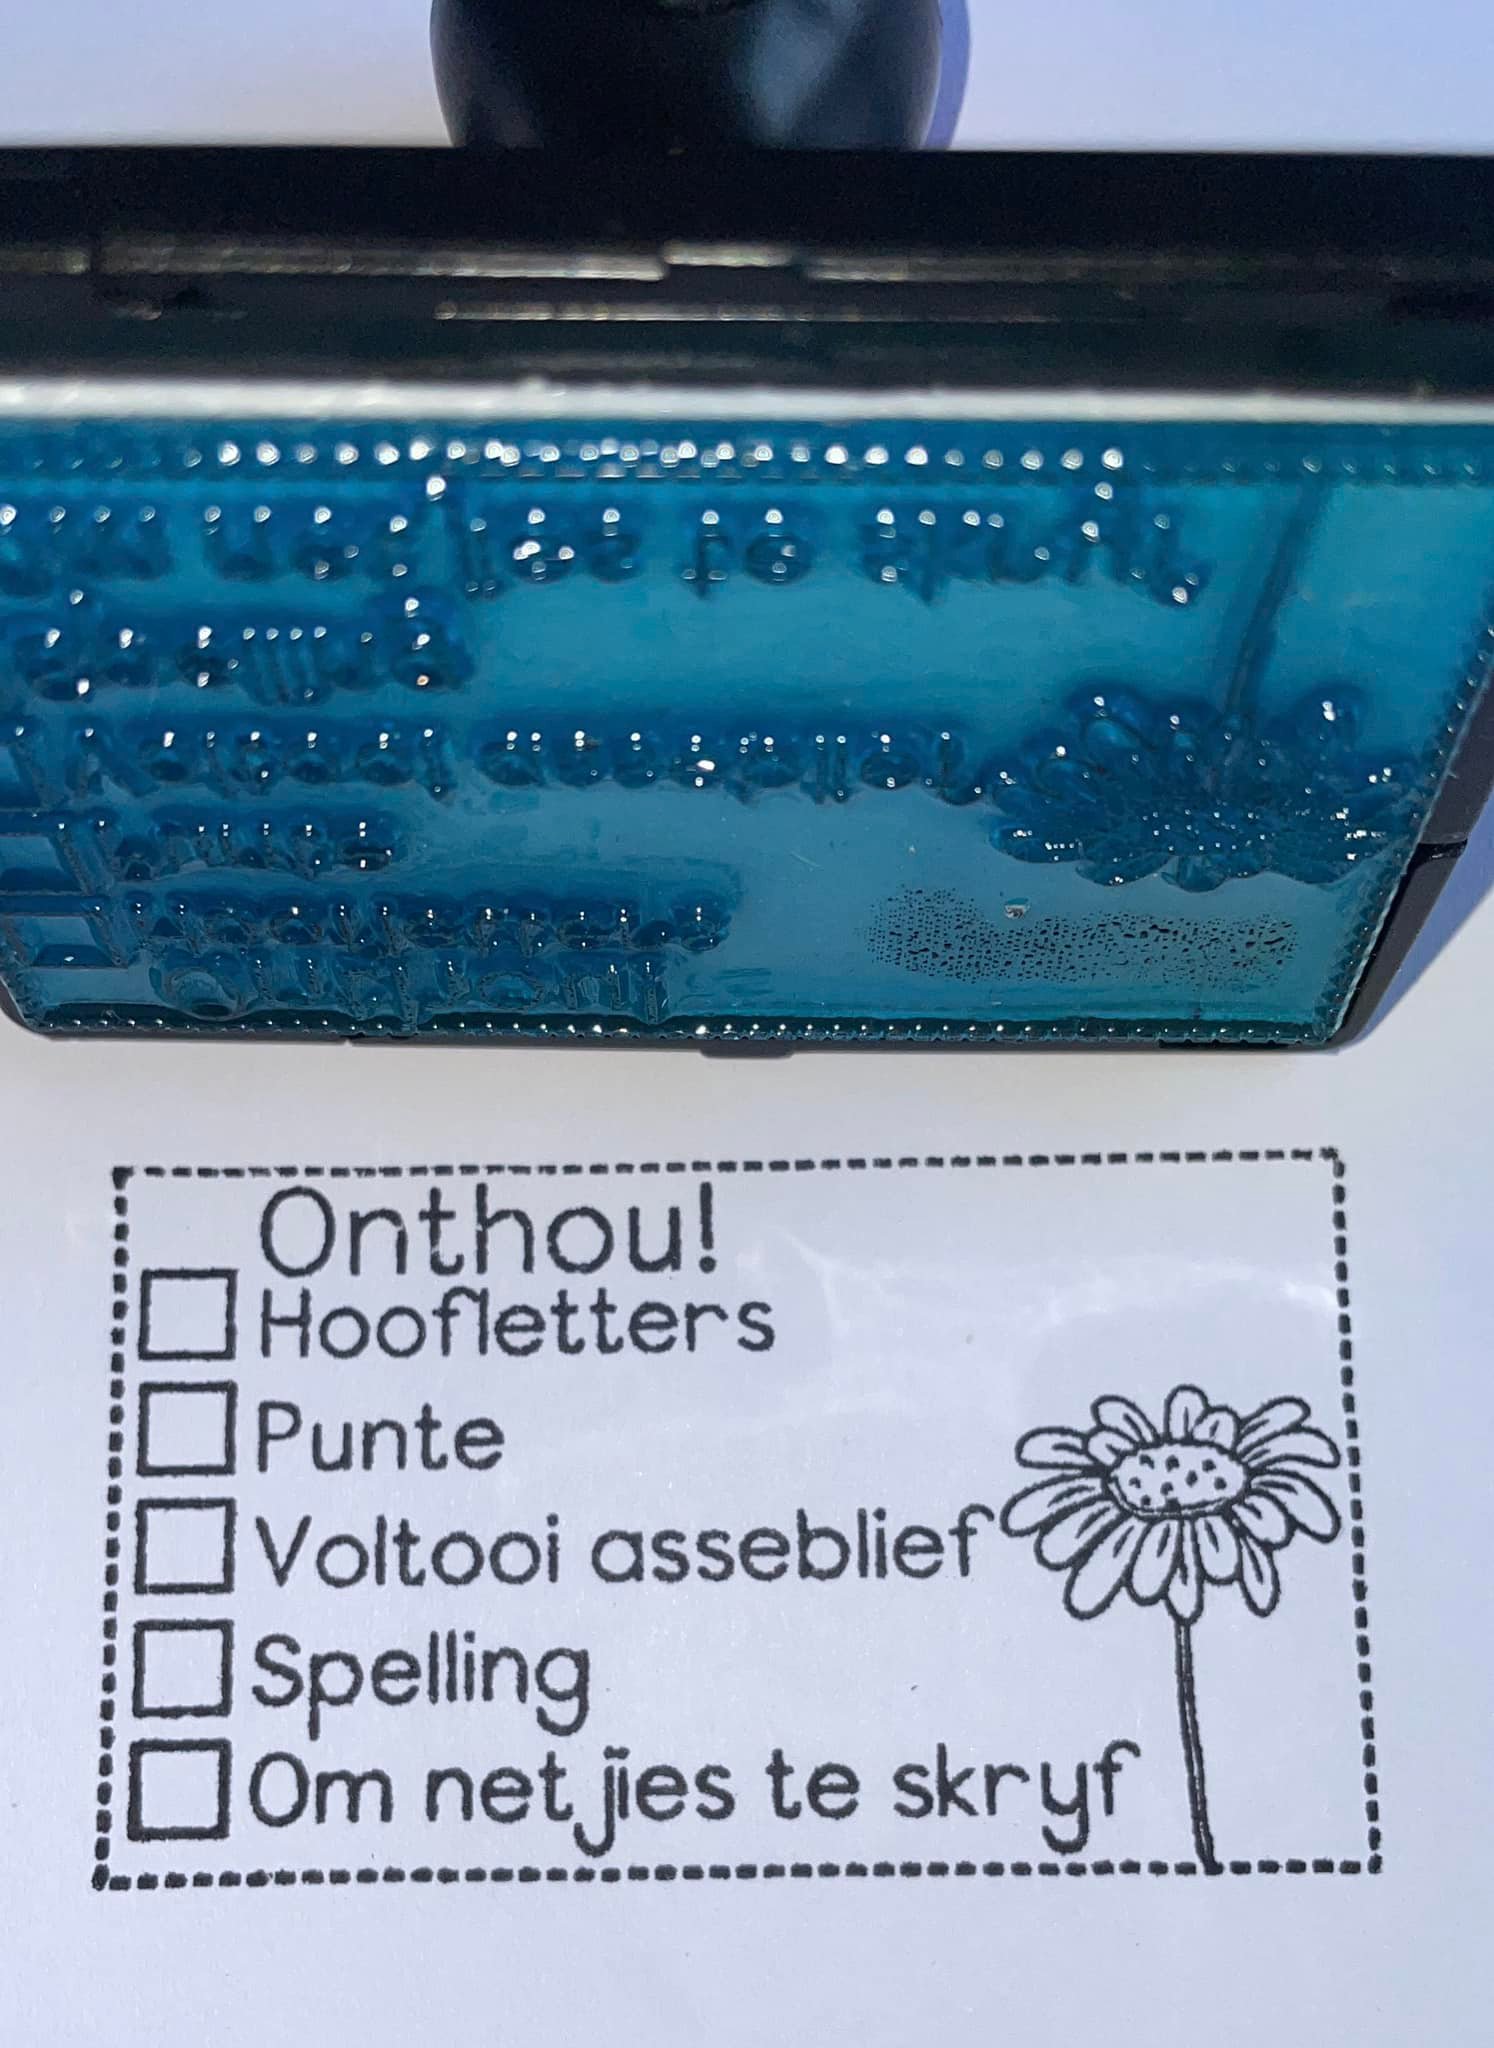 Onthou!
Hoofletters
Punte
Voltooi asseblief
Spelling
Om netjies te skryf